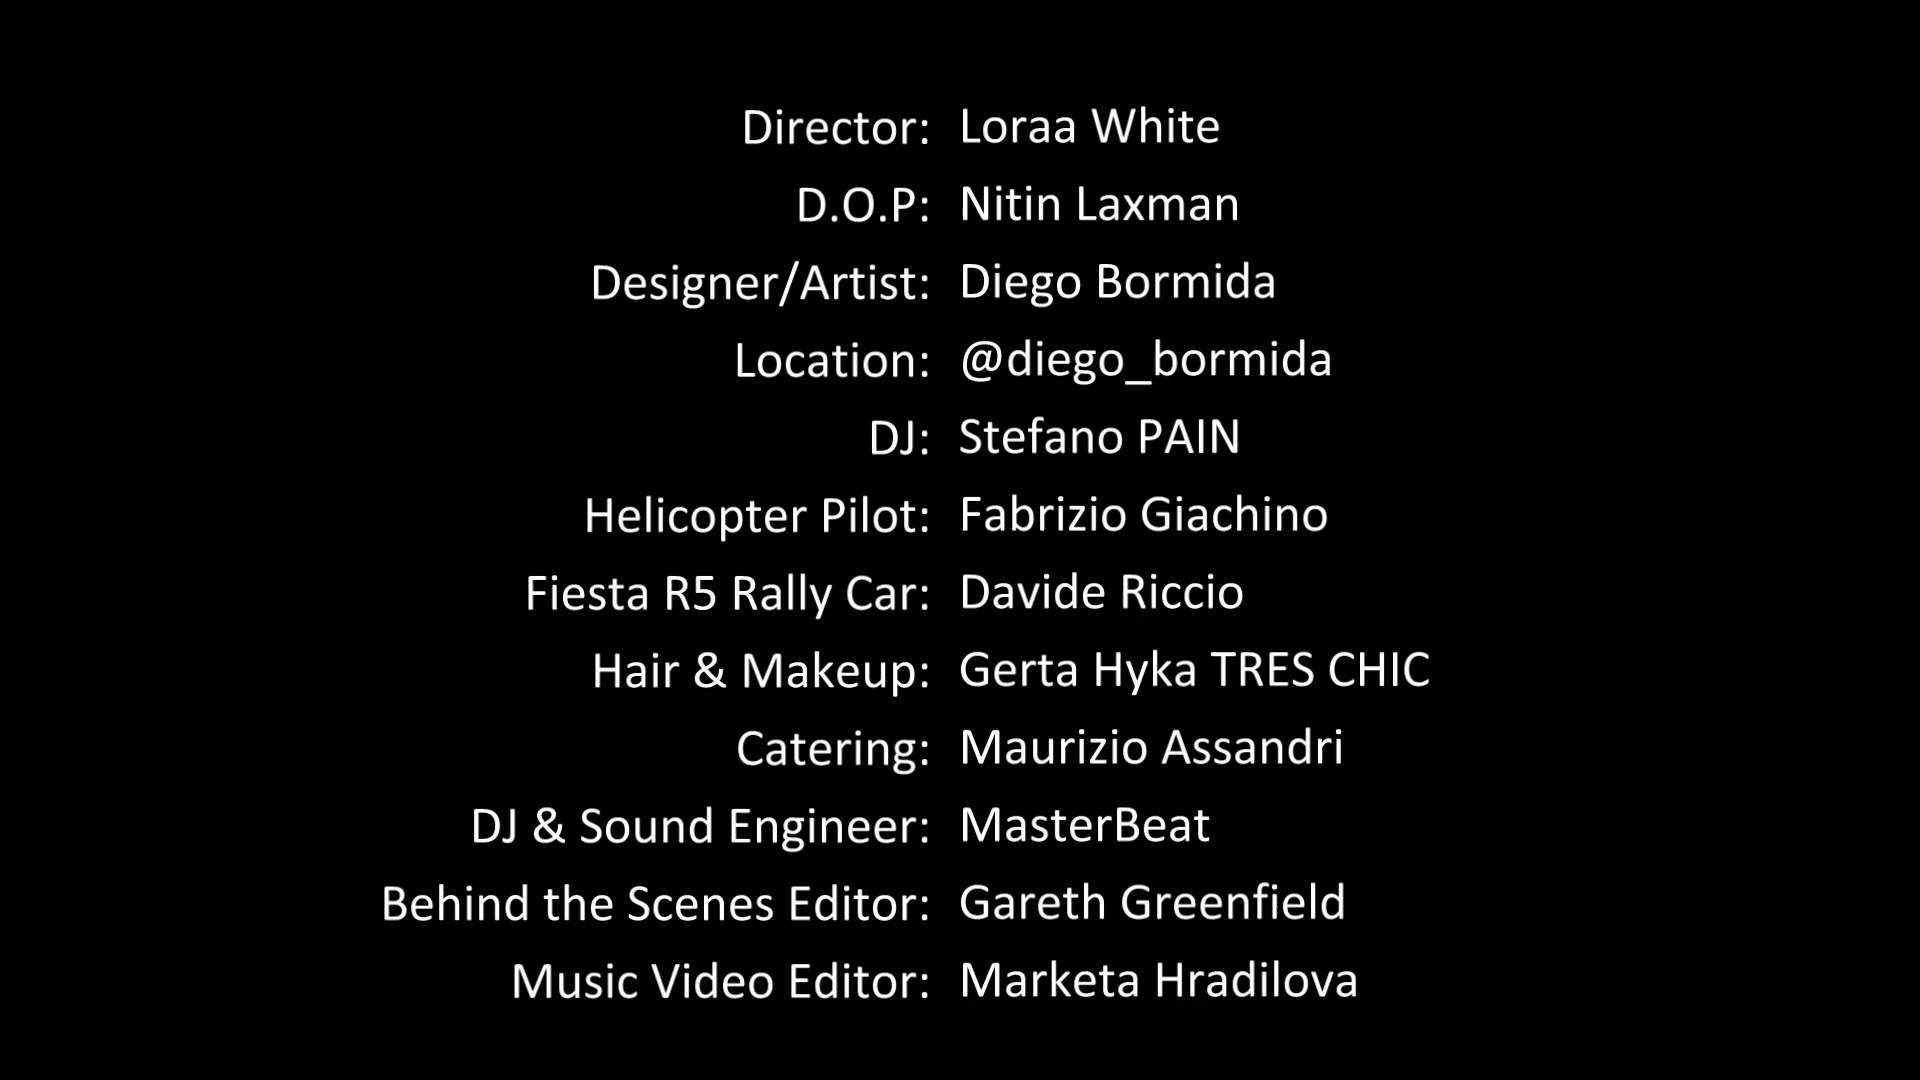 Director: Loraa White
D.O.P: Nitin Laxman
Designer/Artist: Diego Bormida
Location: @diego_bormida
DJ: Stefano PAIN
Helicopter Pilot: Fabrizio Giachino
Fiesta R5 Rally Car: Davide Riccio
Hair & Makeup: Gerta Hyka TRES CHIC
Catering: Maurizio Assandri
DJ & Sound Engineer: MasterBeat
Behind the Scenes Editor: Gareth Greenfield
Music Video Editor: Marketa Hradilova